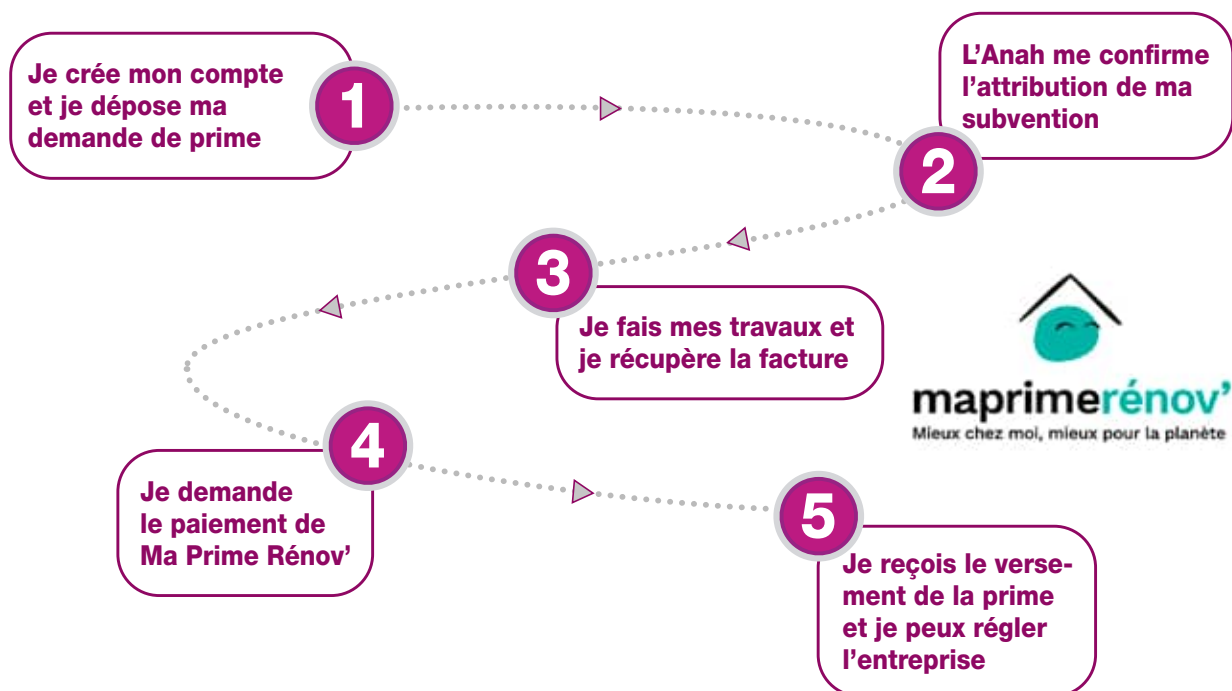 1
Je crée mon compte
et je dépose ma
demande de prime
2
L’Anah me confirme
l’attribution de ma
subvention
3
Je fais mes travaux et
je récupère la facture
maprimerénov’
Mieux chez moi, mieux pour la planète
4
Je demande
le paiement de
Ma Prime Rénov’
5
Je reçois le verse-
ment de la prime
et je peux régler
l’entreprise